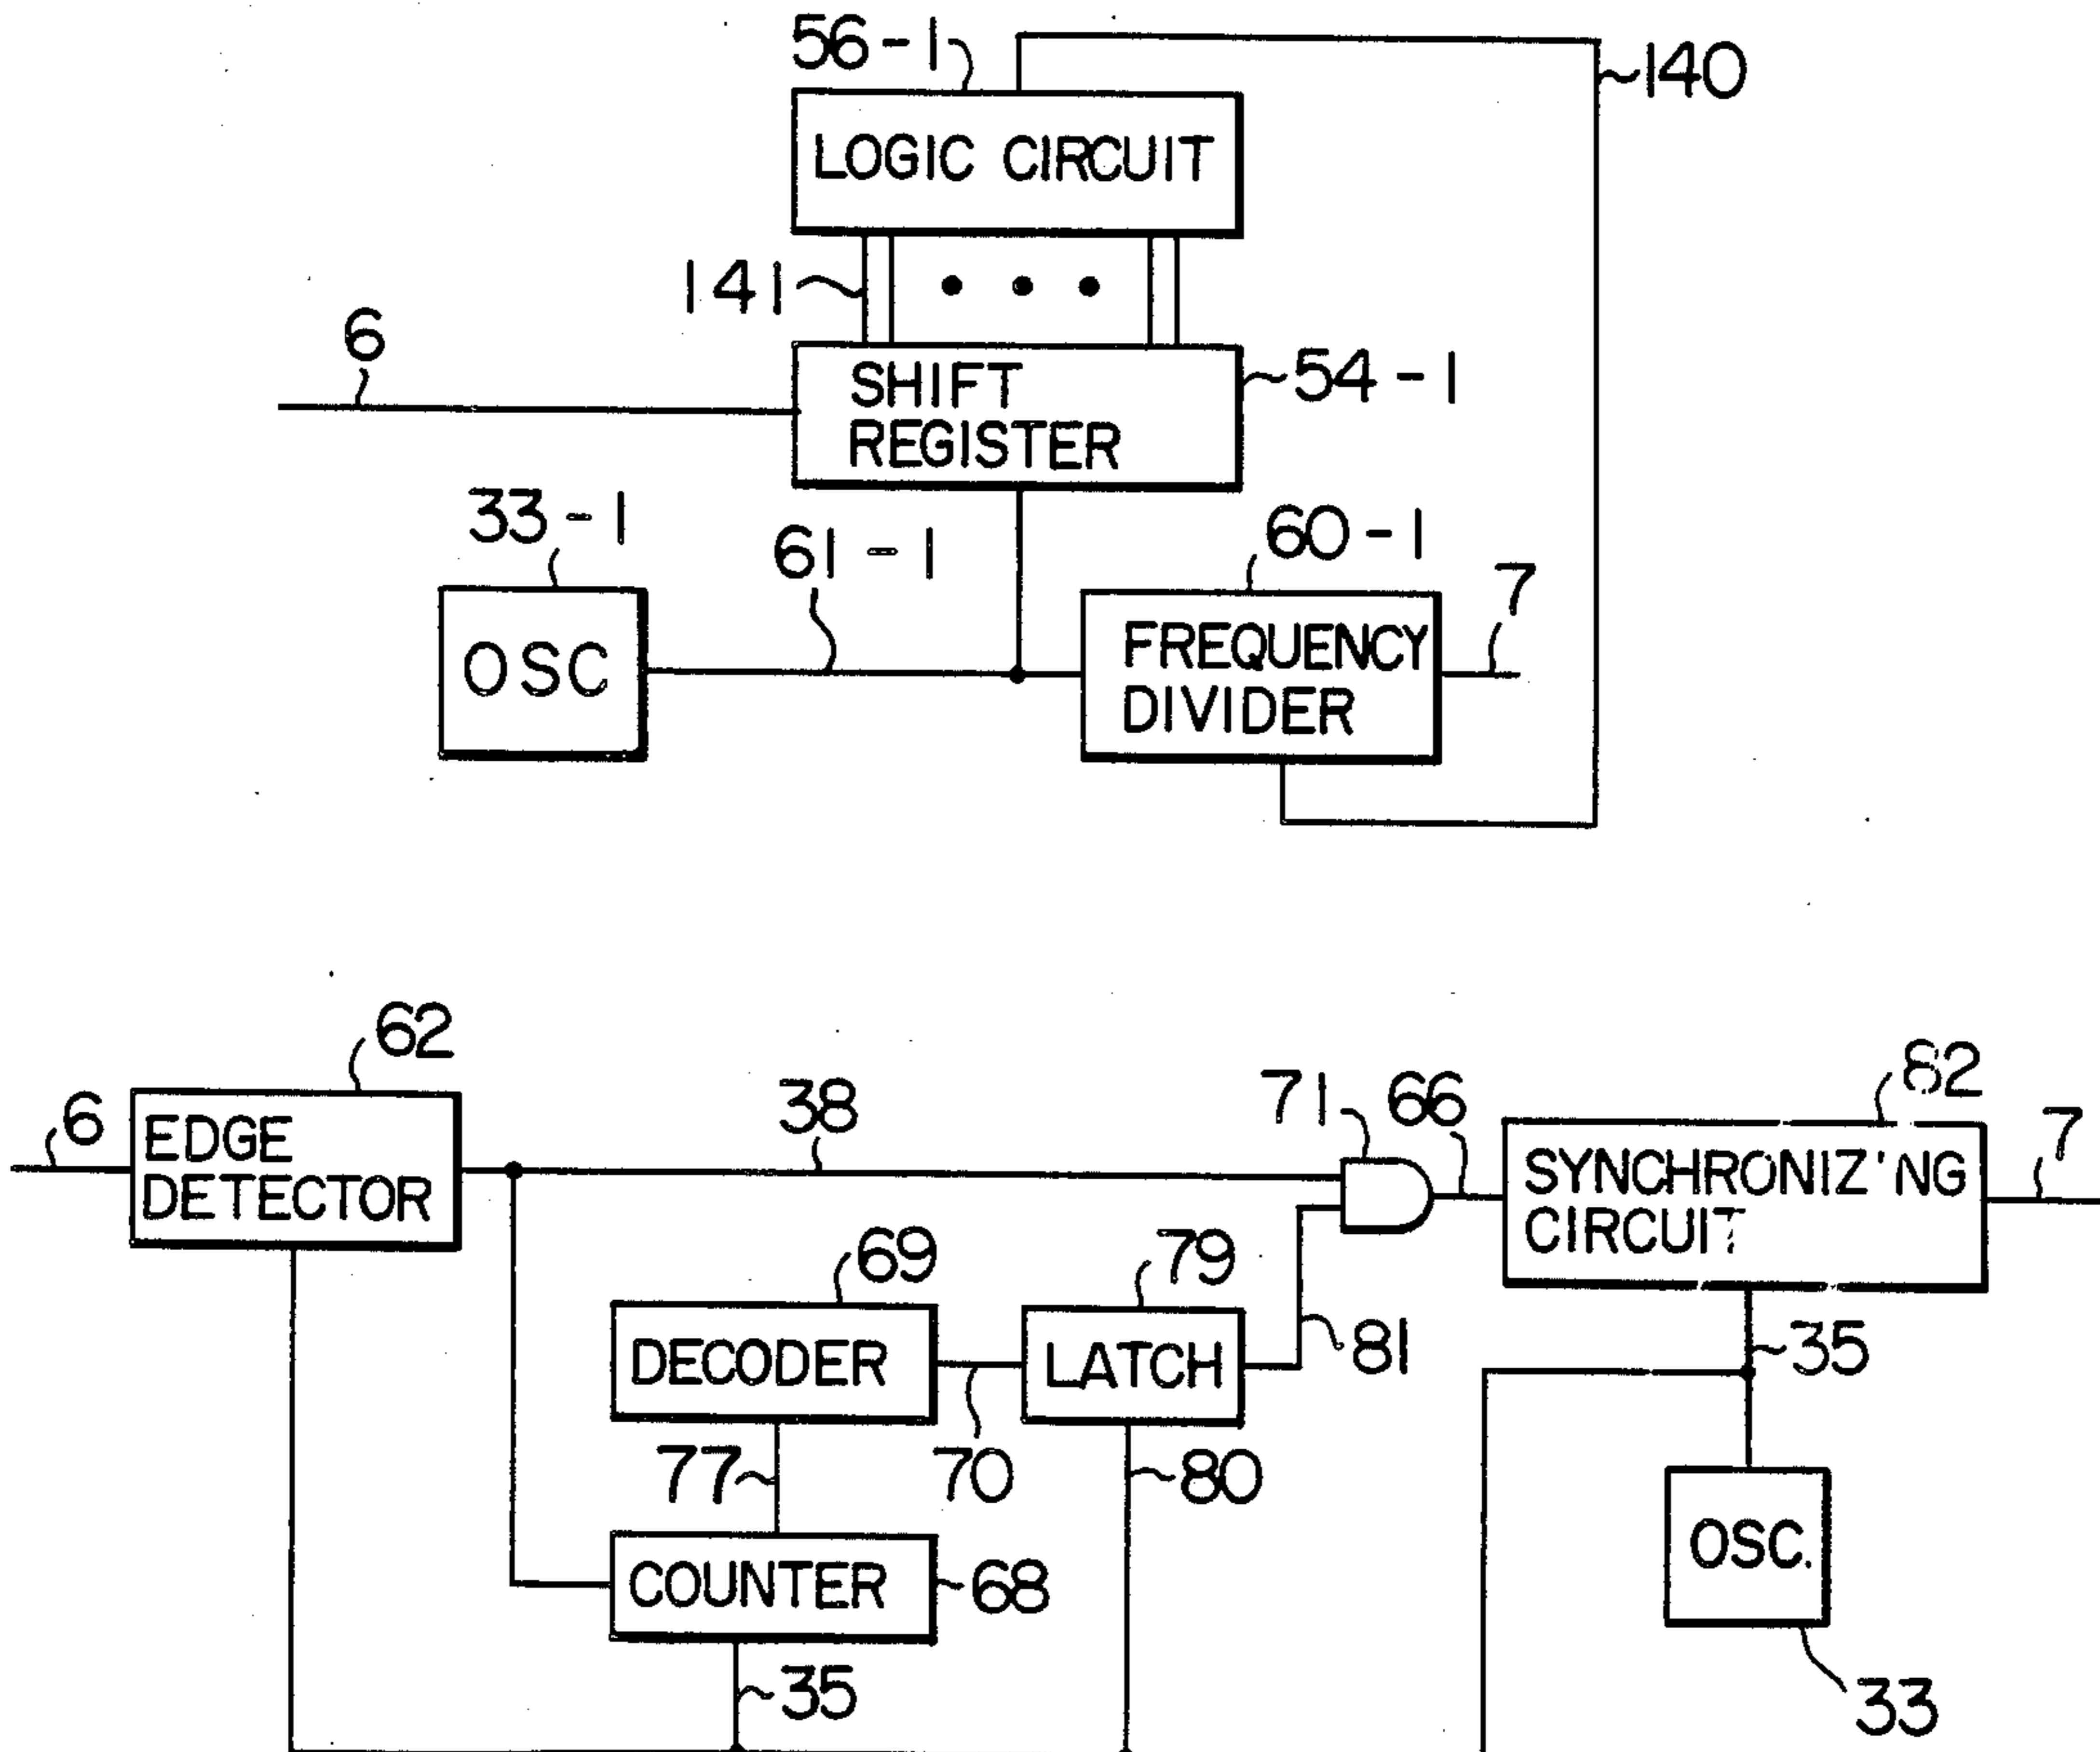 56-1
140
LOGIC CIRCUIT
141
6
SHIFT
REGISTER
54-1
33-1
61-1
60-1
7
OSC
FREQUENCY
DIVIDER
62
6
EDGE
DETECTOR
38
71
66
82
7
SYNCHRONIZ'NG
CIRCUIT
69
79
DECODER
LATCH
81
35
77
70
80
OSC.
COUNTER
68
35
33